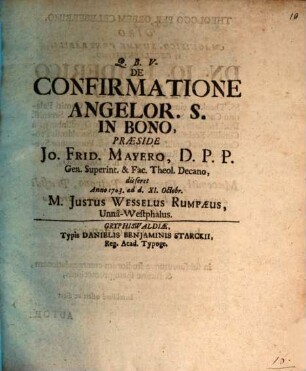 Q. B. V.
DE
CONFIRMATIONE
ANGELOR. S.
IN BONO,
PRÆSIDE
JO. FRID. MAYERO, D. P. P.
Gen. Superint. & Fac. Theol. Decano,
disseret
Anno 1703. ad d. XI. Octobr.
M. JUSTUS WESSELUS RUMPÆUS,
Unnâ-Westphalus.
GRYPHISWALDIÆ,
Typis DANIELIS BENJAMINIS STARCKII,
Reg. Acad. Typogr.